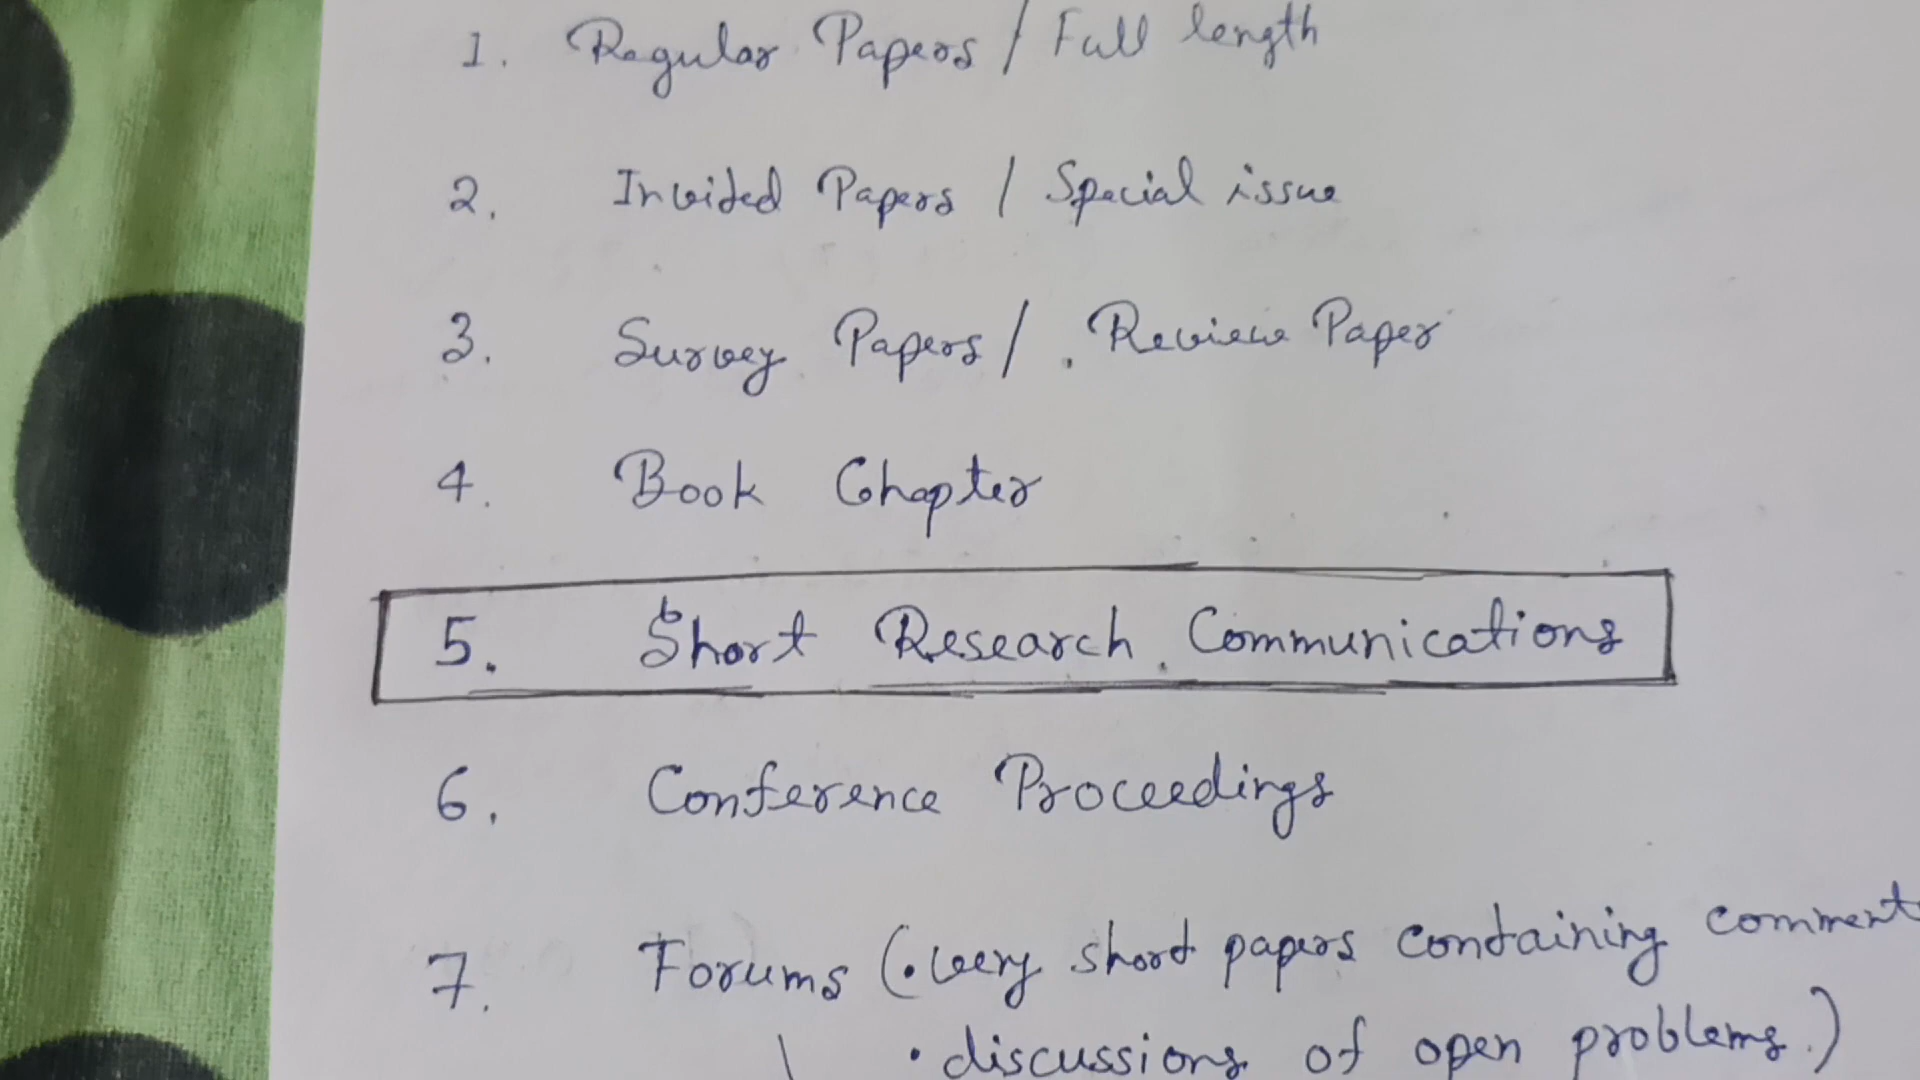 1. Regular Papers / Full length
2. Invited Papers / Special issue
3. Survey Papers / Review Paper
4. Book Chapter
5. Short Research Communications
6. Conference Proceedings
7. Forums (• very short papers containing comments
• discussions of open problems.)